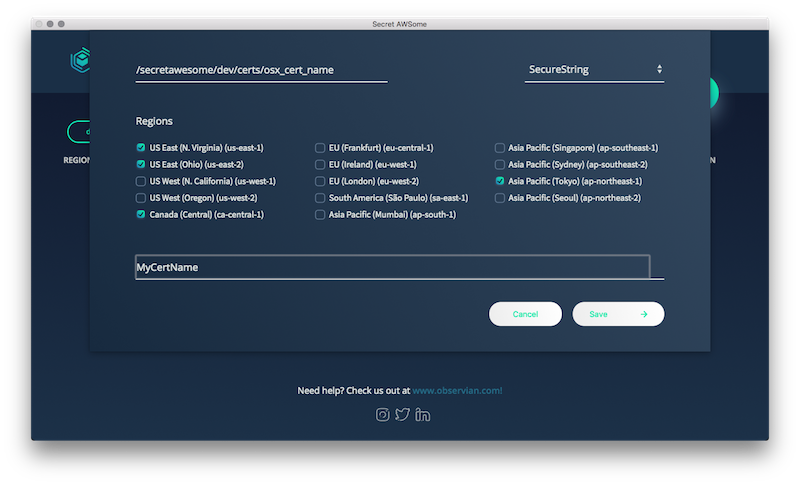 Secret AWSome
/secretawesome/dev/certs/osx_cert_name
SecureString
Regions
US East (N. Virginia) (us-east-1)
EU (Frankfurt) (eu-central-1)
Asia Pacific (Singapore) (ap-southeast-1)
US East (Ohio) (us-east-2)
EU (Ireland) (eu-west-1)
Asia Pacific (Sydney) (ap-southeast-2)
US West (N. California) (us-west-1)
EU (London) (eu-west-2)
Asia Pacific (Tokyo) (ap-northeast-1)
US West (Oregon) (us-west-2)
South America (São Paulo) (sa-east-1)
Asia Pacific (Seoul) (ap-northeast-2)
Canada (Central) (ca-central-1)
Asia Pacific (Mumbai) (ap-south-1)
REGION
MyCertName
Cancel
Save
Need help? Check us out at www.observian.com!